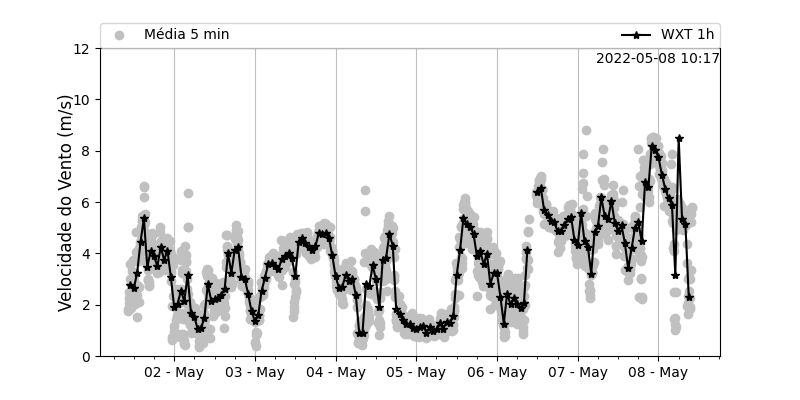 Média 5 min
WXT 1h
2022-05-08 10:17
Velocidade do Vento (m/s)
12
10
8
6
4
2
0
02 - May
03 - May
04 - May
05 - May
06 - May
07 - May
08 - May